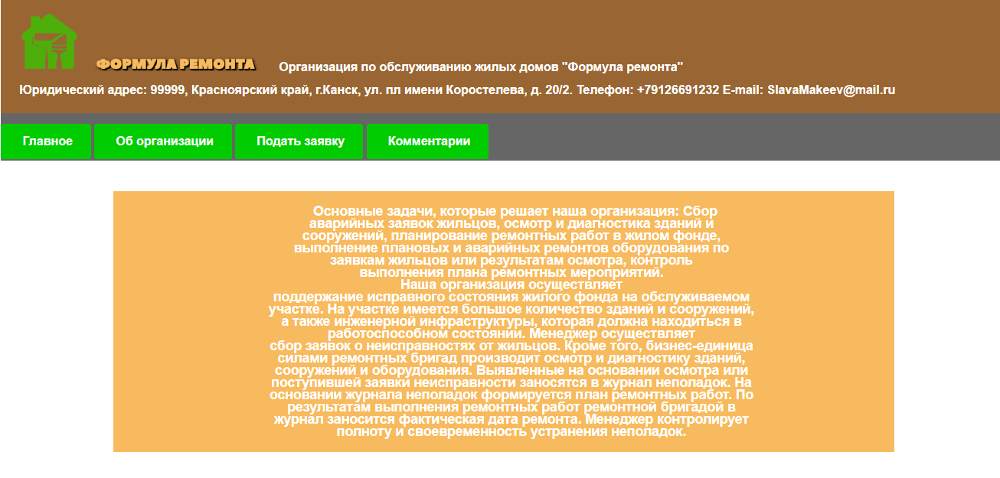 ФОРМУЛА РЕМОНТА Организация по обслуживанию жилых домов "Формула ремонта"
Юридический адрес: 99999, Красноярский край, г.Канск, ул. пл имени Коростелева, д. 20/2. Телефон: +79126691232 E-mail: SlavaMakeev@mail.ru
Главное Об организации Подать заявку Комментарии
Основные задачи, которые решает наша организация: Сбор
аварийных заявок жильцов, осмотр и диагностика зданий и
сооружений, планирование ремонтных работ в жилом фонде,
выполнение плановых и аварийных ремонтов оборудования по
заявкам жильцов или результатам осмотра, контроль
выполнения плана ремонтных мероприятий.
Наша организация осуществляет
поддержание исправного состояния жилого фонда на обслуживаемом
участке. На участке имеется большое количество зданий и сооружений,
а также инженерной инфраструктуры, которая должна находиться в
работоспособном состоянии. Менеджер осуществляет
сбор заявок о неисправностях от жильцов. Кроме того, бизнес-единица
силами ремонтных бригад производит осмотр и диагностику зданий,
сооружений и оборудования. Выявленные на основании осмотра или
поступившей заявки неисправности заносятся в журнал неполадок. На
основании журнала неполадок формируется план ремонтных работ. По
результатам выполнения ремонтных работ ремонтной бригадой в
журнал заносится фактическая дата ремонта. Менеджер контролирует
полноту и своевременность устранения неполадок.